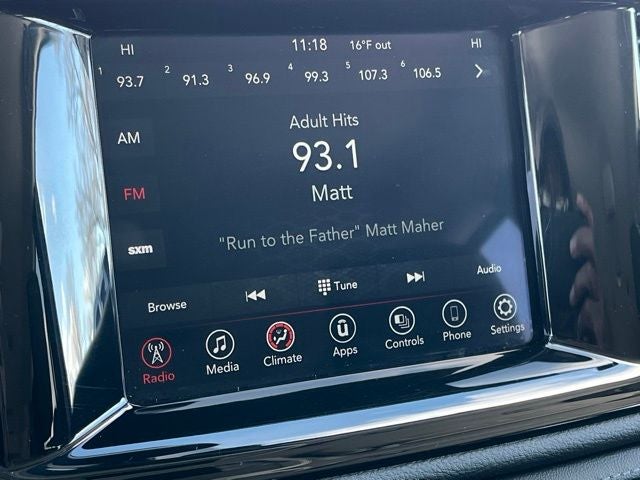 HI 11:18 16°F out HI
1 93.7 2 91.3 3 96.9 4 99.3 5 107.3 6 106.5
AM
Adult Hits
93.1
FM
Matt
"Run to the Father" Matt Maher
sxm
Browse Tune Audio
Radio Media Climate Apps Controls Phone Settings